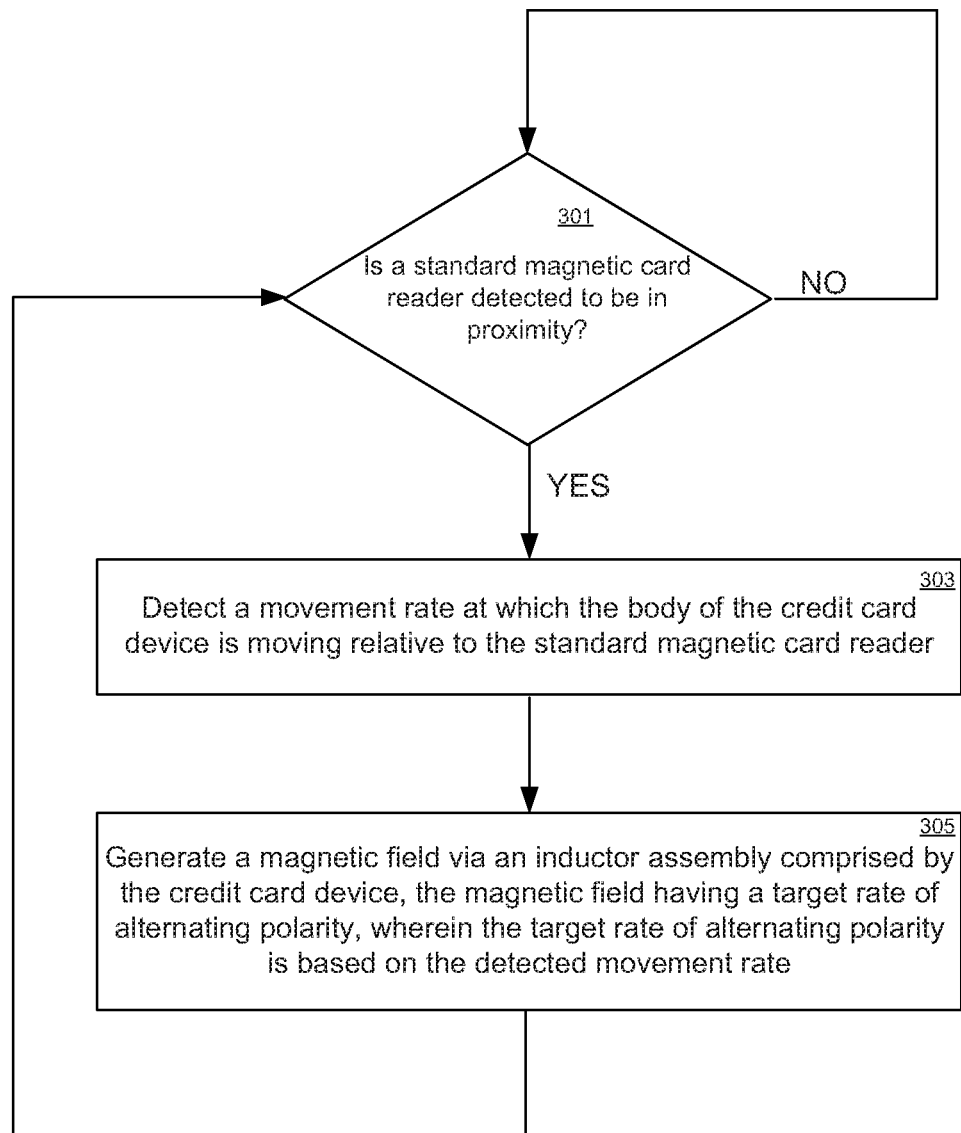 301
Is a standard magnetic card
reader detected to be in
proximity?
NO
YES
303
Detect a movement rate at which the body of the credit card
device is moving relative to the standard magnetic card reader
305
Generate a magnetic field via an inductor assembly comprised by
the credit card device, the magnetic field having a target rate of
alternating polarity, wherein the target rate of alternating polarity
is based on the detected movement rate